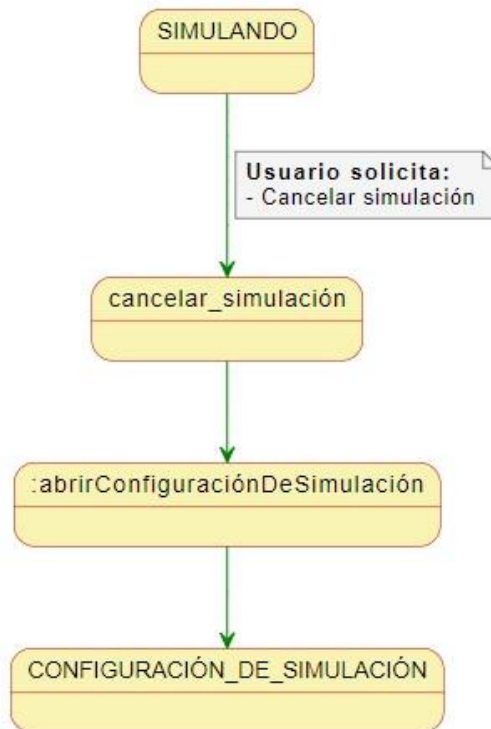 SIMULANDO
Usuario solicita:
- Cancelar simulación
cancelar_simulación
:abrirConfiguraciónDeSimulación
CONFIGURACIÓN_DE_SIMULACIÓN